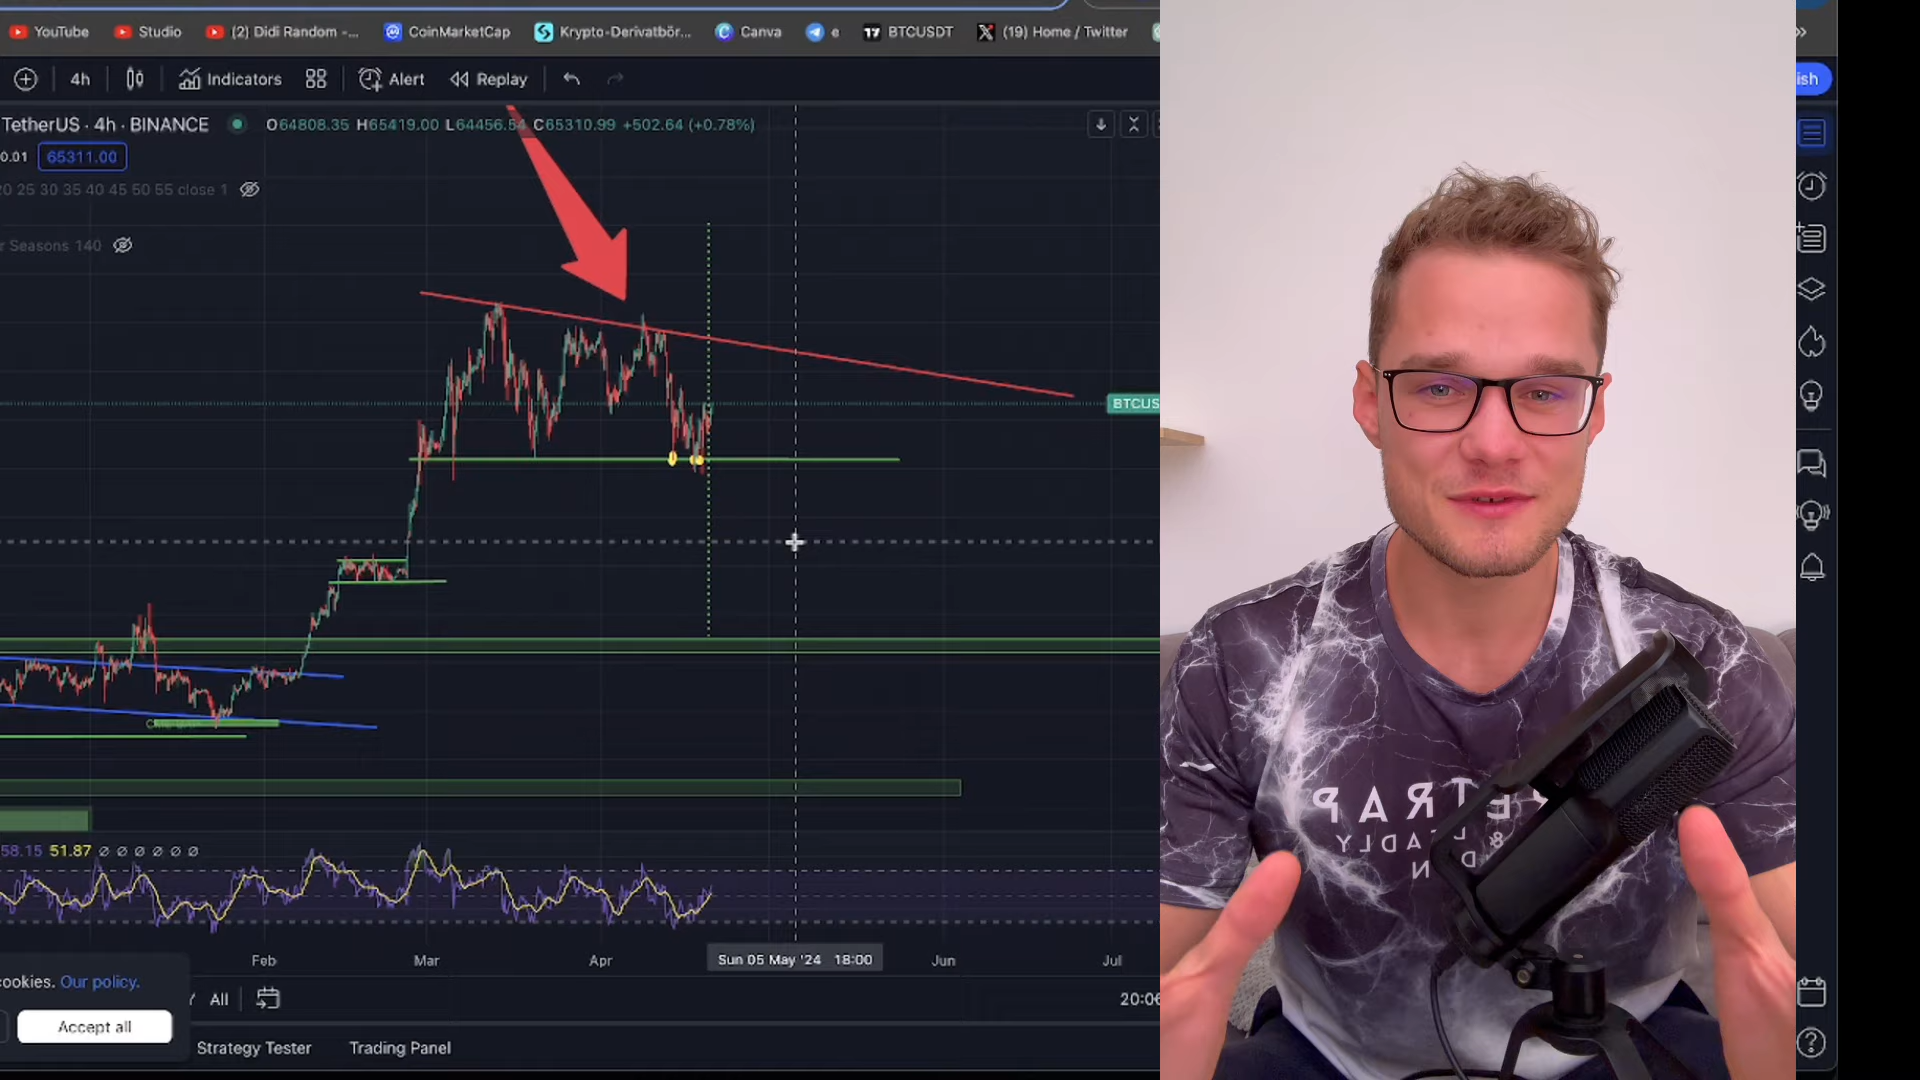 YouTube Studio (2) Didi Random -... CoinMarketCap Krypto-Derivatbör... Canva e BTCUSDT (19) Home / Twitter »
4h Indicators Alert Replay ish
TetherUS · 4h · BINANCE O64808.35 H65419.00 L64456.54 C65310.99 +502.64 (+0.78%)
0.01 65311.00
20 25 30 35 40 45 50 55 close 1
r Seasons 140
BTCUS
58.15 51.87 ∅ ∅ ∅ ∅ ∅ ∅
Feb Mar Apr Sun 05 May '24 18:00 Jun Jul
cookies. Our policy.
All 20:06
Accept all
Strategy Tester Trading Panel